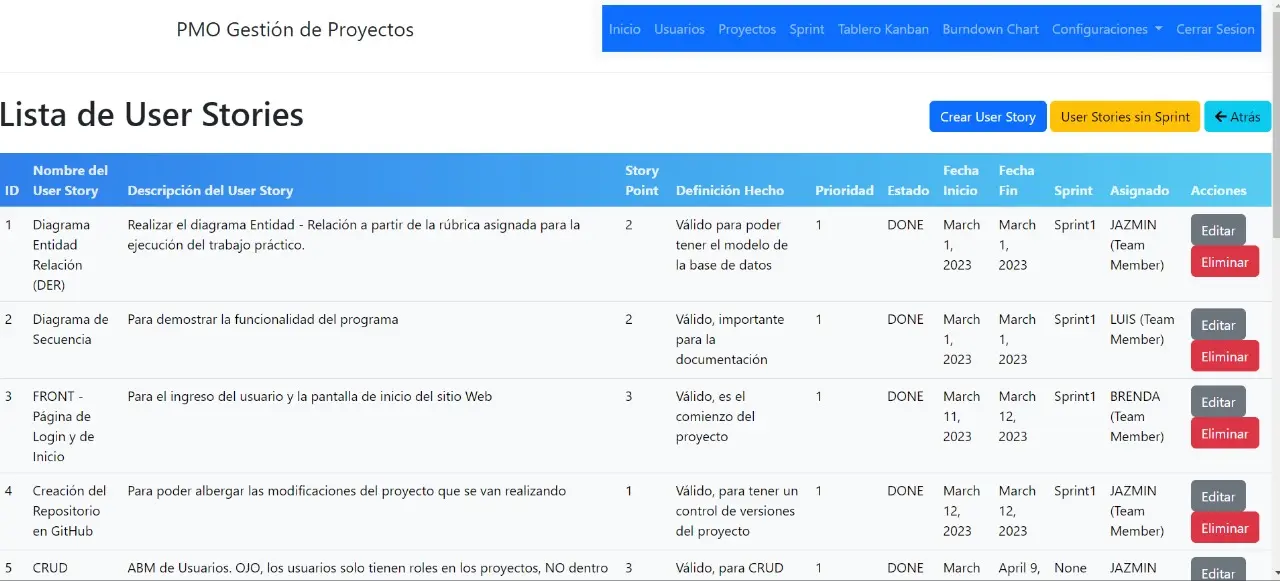 PMO Gestión de Proyectos
Inicio Usuarios Proyectos Sprint Tablero Kanban Burndown Chart Configuraciones Cerrar Sesion
Lista de User Stories
Crear User Story User Stories sin Sprint Atrás
ID Nombre del User Story Descripción del User Story Story Point Definición Hecho Prioridad Estado Fecha Inicio Fecha Fin Sprint Asignado Acciones
1 Diagrama Realizar el diagrama Entidad - Relación a partir de la rúbrica asignada para la 2 Válido para poder 1 DONE March March Sprint1 JAZMIN Editar
Entidad ejecución del trabajo práctico. tener el modelo de 1, 1, (Team
Relación la base de datos 2023 2023 Member) Eliminar
(DER)
2 Diagrama de Para demostrar la funcionalidad del programa 2 Válido, importante 1 DONE March March Sprint1 LUIS (Team Editar
Secuencia para la 1, 1, Member)
documentación 2023 2023 Eliminar
3 FRONT - Para el ingreso del usuario y la pantalla de inicio del sitio Web 3 Válido, es el 1 DONE March March Sprint1 BRENDA Editar
Página de comienzo del 11, 12, (Team
Login y de proyecto 2023 2023 Member) Eliminar
Inicio
4 Creación del Para poder albergar las modificaciones del proyecto que se van realizando 1 Válido, para tener un 1 DONE March March Sprint1 JAZMIN Editar
Repositorio control de versiones 12, 12, (Team
en GitHub del proyecto 2023 2023 Member) Eliminar
5 CRUD ABM de Usuarios. OJO, los usuarios solo tienen roles en los proyectos, NO dentro 3 Válido, para CRUD 1 DONE March April 9, None JAZMIN Editar